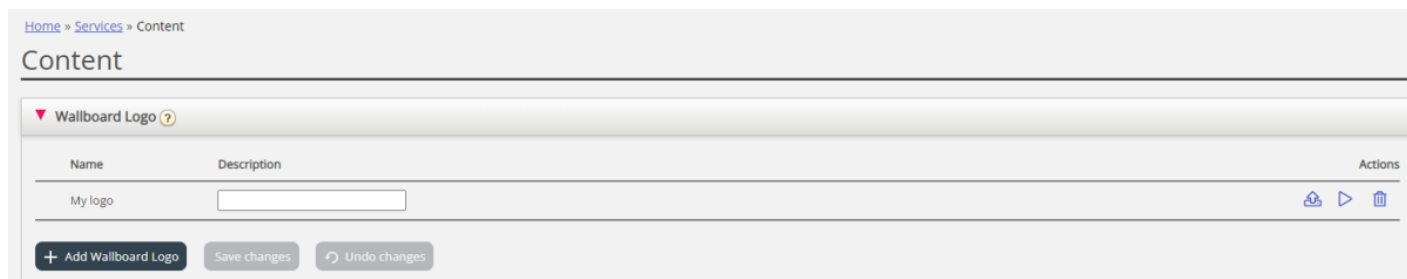 Home » Services » Content
Content
Wallboard Logo ?
Name Description Actions
My logo
+ Add Wallboard Logo Save changes Undo changes